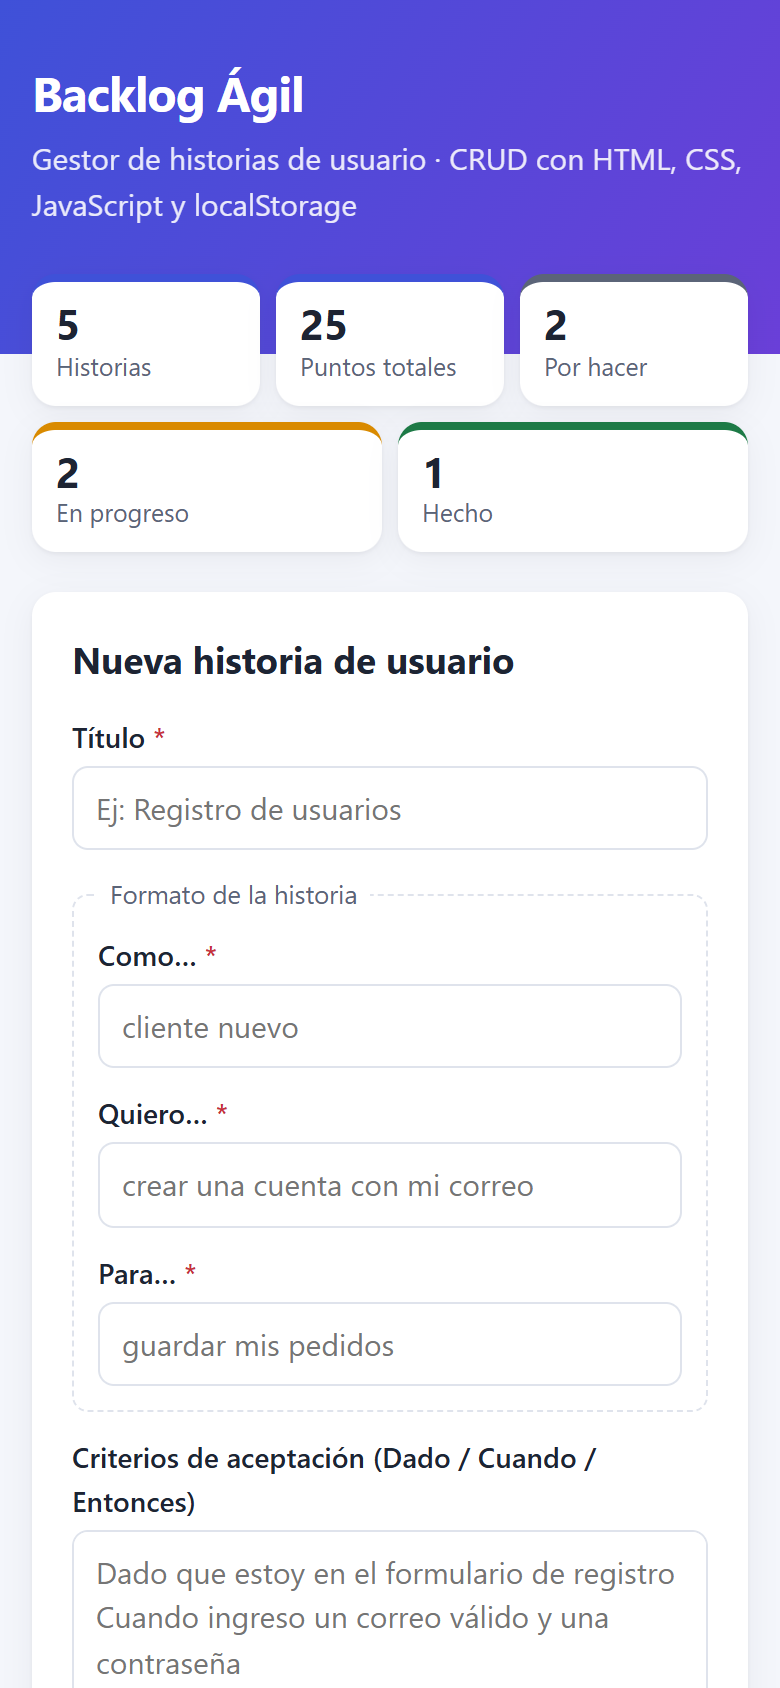 Backlog Ágil
Gestor de historias de usuario · CRUD con HTML, CSS,
JavaScript y localStorage
5
Historias
25
Puntos totales
2
Por hacer
2
En progreso
1
Hecho
Nueva historia de usuario
Título *
Ej: Registro de usuarios
Formato de la historia
Como... *
cliente nuevo
Quiero... *
crear una cuenta con mi correo
Para... *
guardar mis pedidos
Criterios de aceptación (Dado / Cuando /
Entonces)
Dado que estoy en el formulario de registro
Cuando ingreso un correo válido y una
contraseña